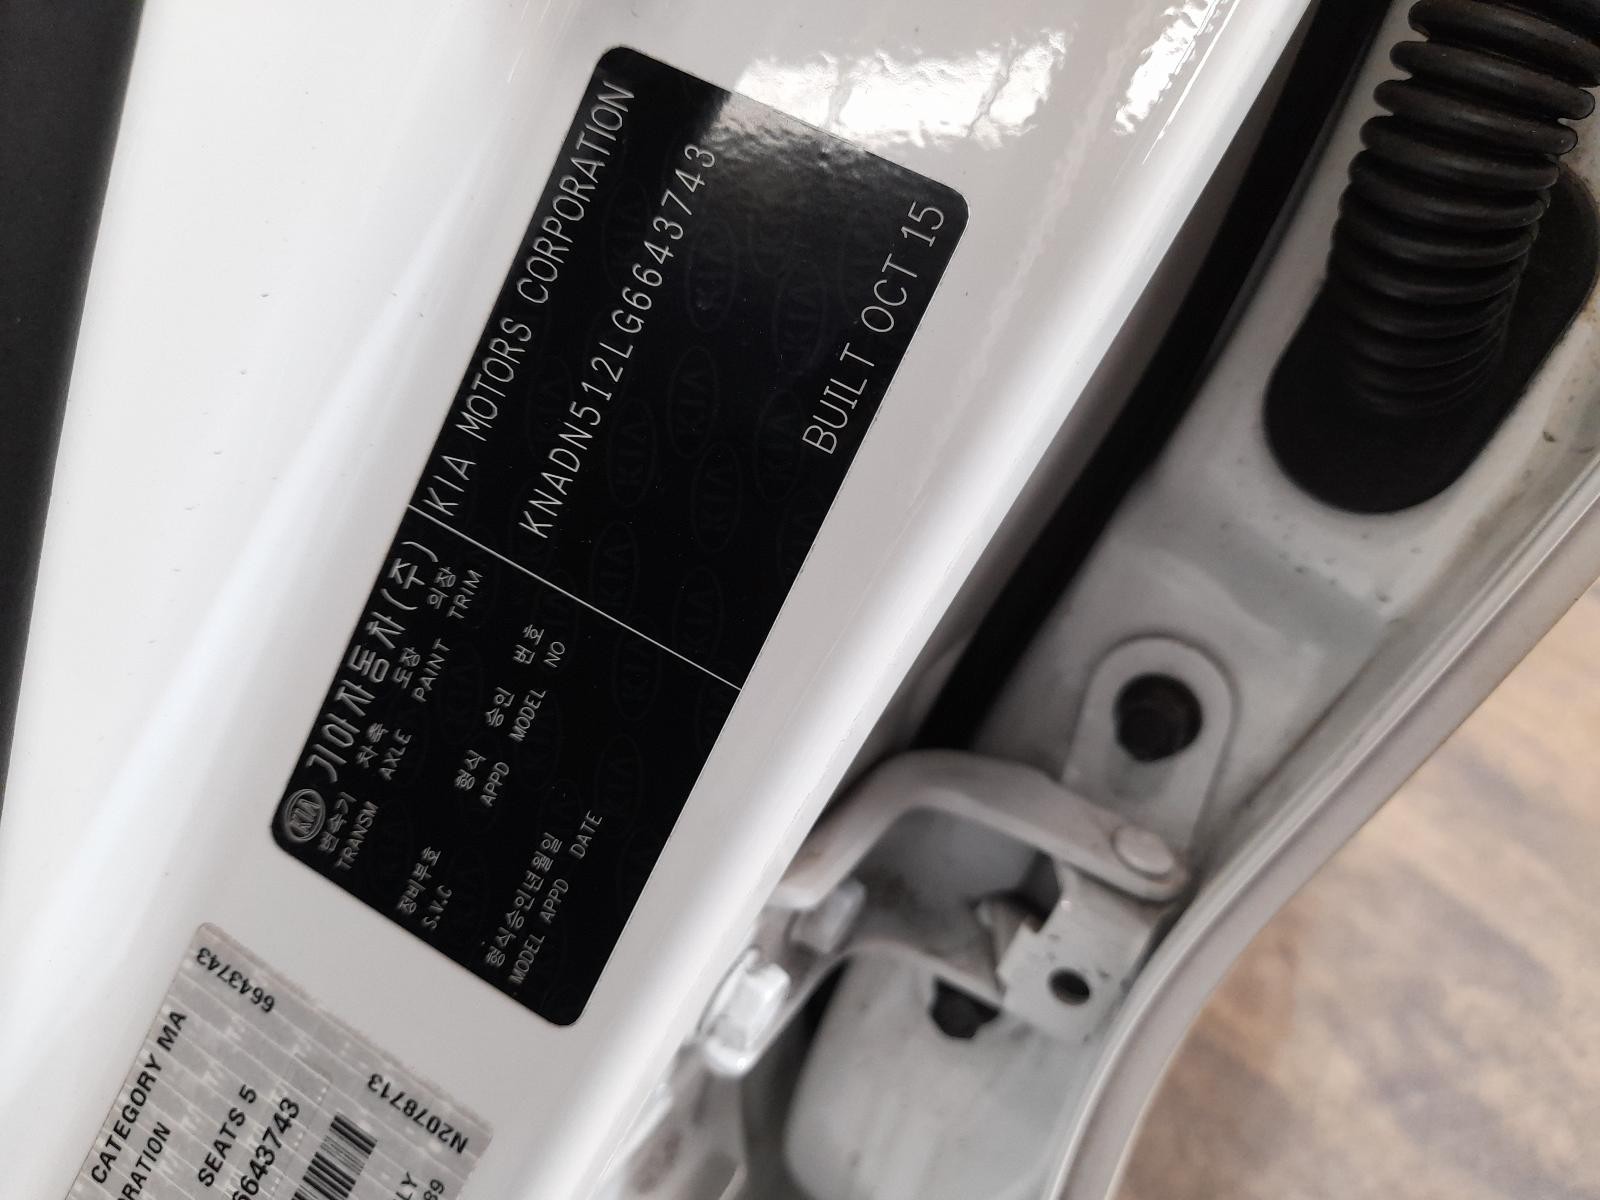 KIA 기아자동차(주) KIA MOTORS CORPORATION
변속기 차축 도장 의장
TRANSM AXLE PAINT TRIM
KNADN512LG6643743
정비부호 형식 승인 번호
S.V.C APPD MODEL NO
형식승인년월일
MODEL APPD DATE
BUILT OCT 15
6643743
CATEGORY MA
SEATS 5
6643743
N2078713